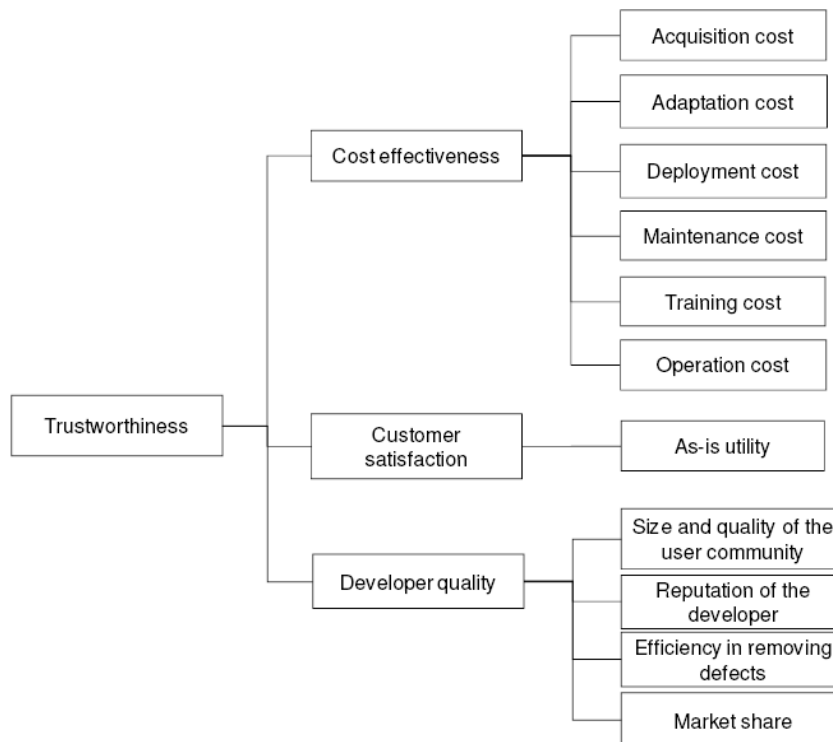 Acquisition cost
Adaptation cost
Cost effectiveness
Deployment cost
Maintenance cost
Training cost
Operation cost
Trustworthiness
Customer
satisfaction
As-is utility
Size and quality of the
user community
Developer quality
Reputation of the
developer
Efficiency in removing
defects
Market share